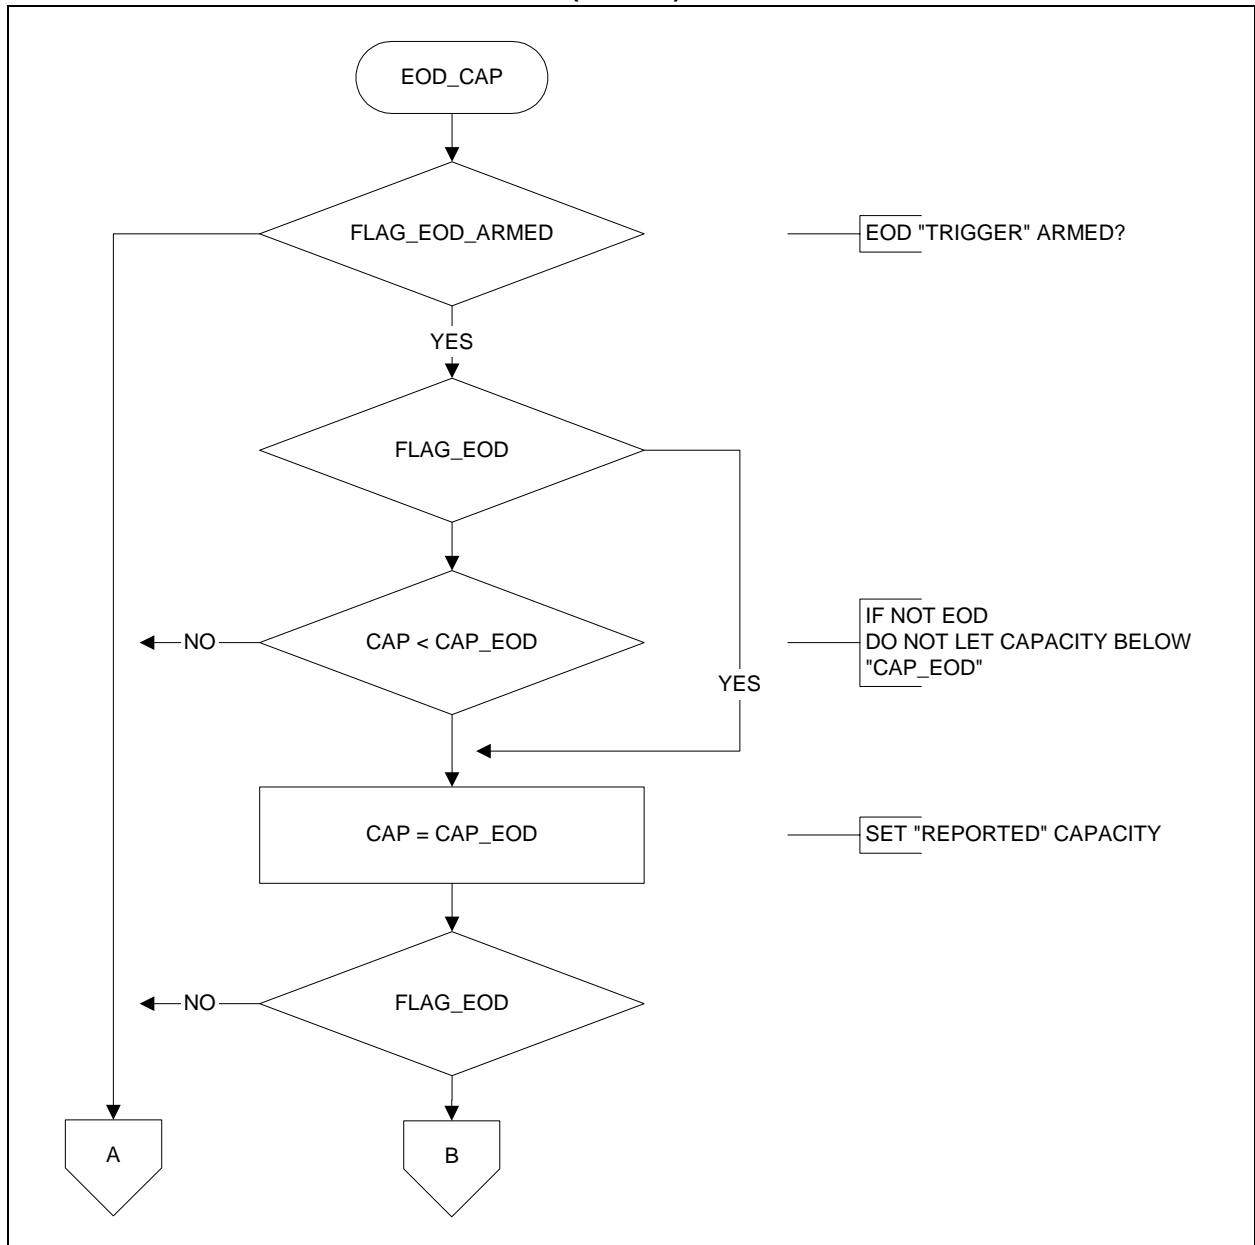 EOD_CAP
FLAG_EOD_ARMED
EOD "TRIGGER" ARMED?
YES
FLAG_EOD
CAP < CAP_EOD
NO
IF NOT EOD
DO NOT LET CAPACITY BELOW
"CAP_EOD"
YES
CAP = CAP_EOD
SET "REPORTED" CAPACITY
FLAG_EOD
NO
A
B